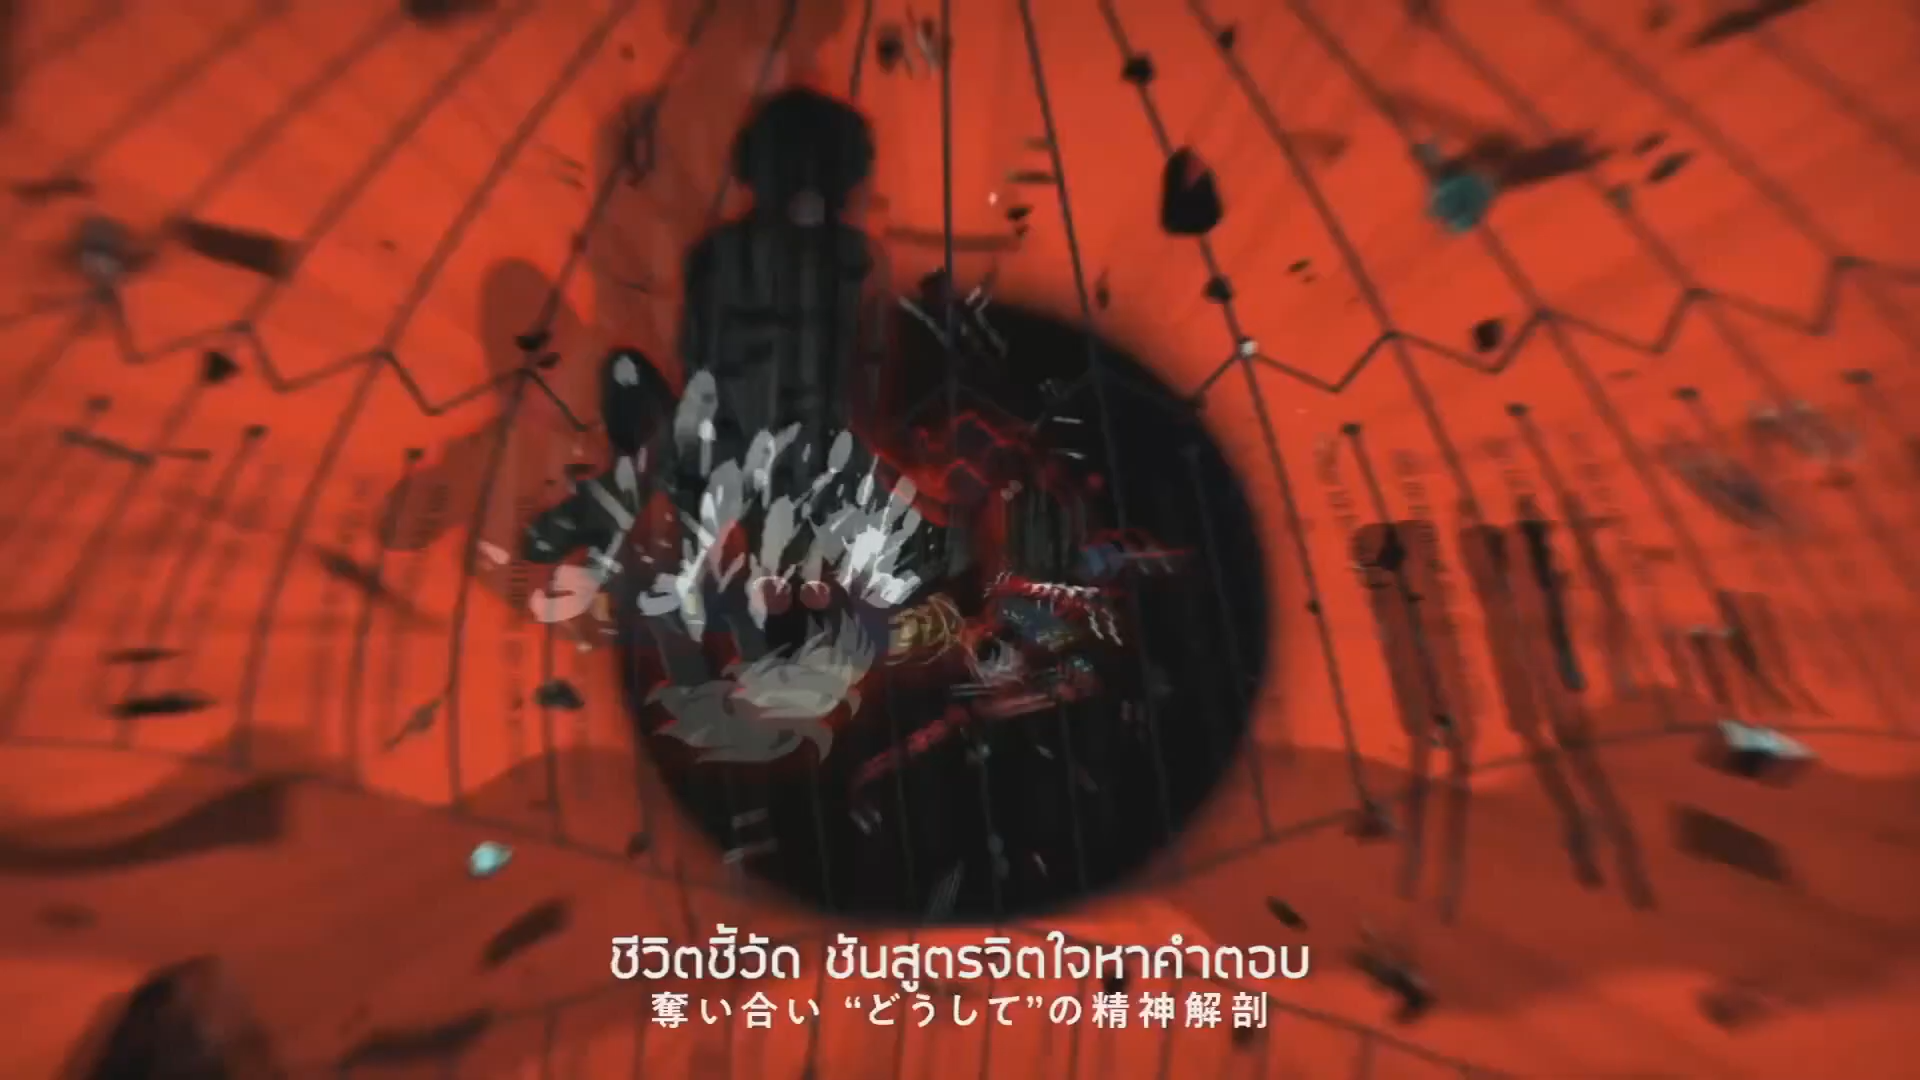 ชีวิตชี้วัด ชันสูตรจิตใจหาคำตอบ
奪い合い “どうして”の精神解剖